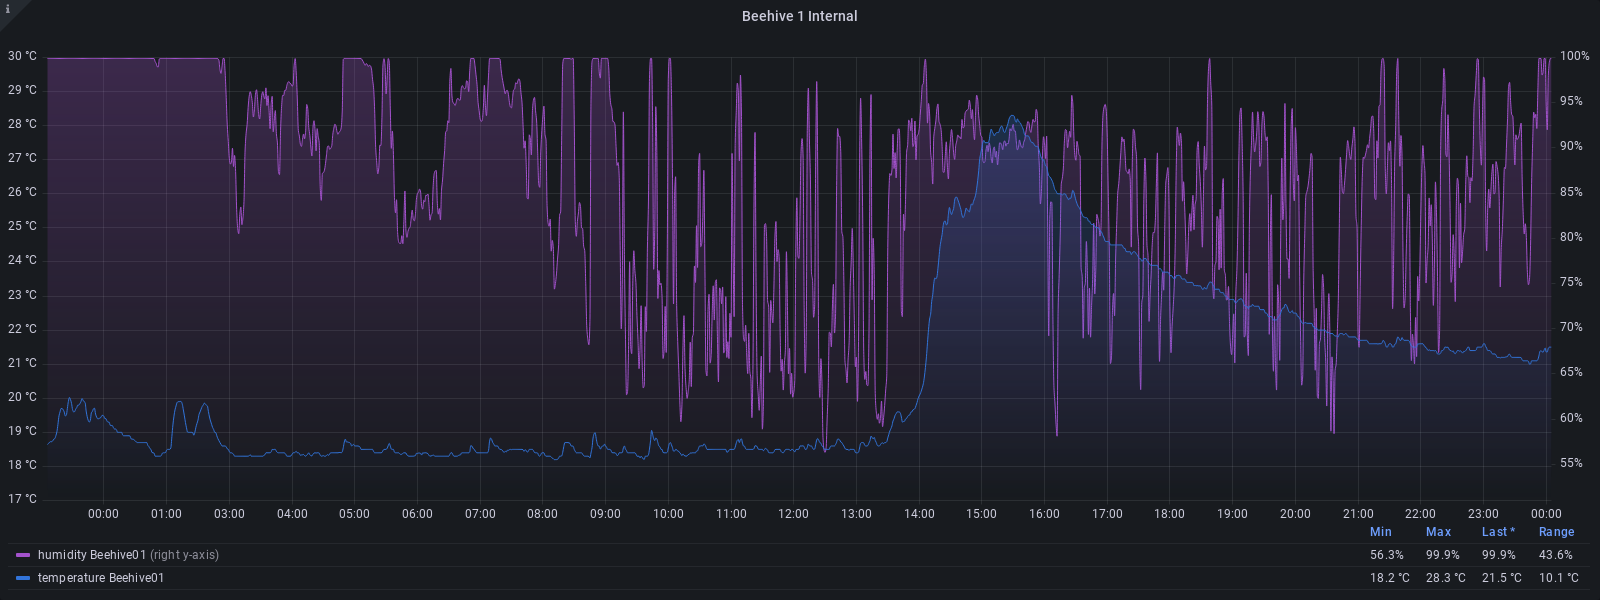 i
Beehive 1 Internal
30 °C
29 °C
28 °C
27 °C
26 °C
25 °C
24 °C
23 °C
22 °C
21 °C
20 °C
19 °C
18 °C
17 °C
100%
95%
90%
85%
80%
75%
70%
65%
60%
55%
00:00 01:00 03:00 04:00 05:00 06:00 07:00 08:00 09:00 10:00 11:00 12:00 13:00 14:00 15:00 16:00 17:00 18:00 19:00 20:00 21:00 22:00 23:00 00:00
Min Max Last * Range
humidity Beehive01 (right y-axis) 56.3% 99.9% 99.9% 43.6%
temperature Beehive01 18.2 °C 28.3 °C 21.5 °C 10.1 °C